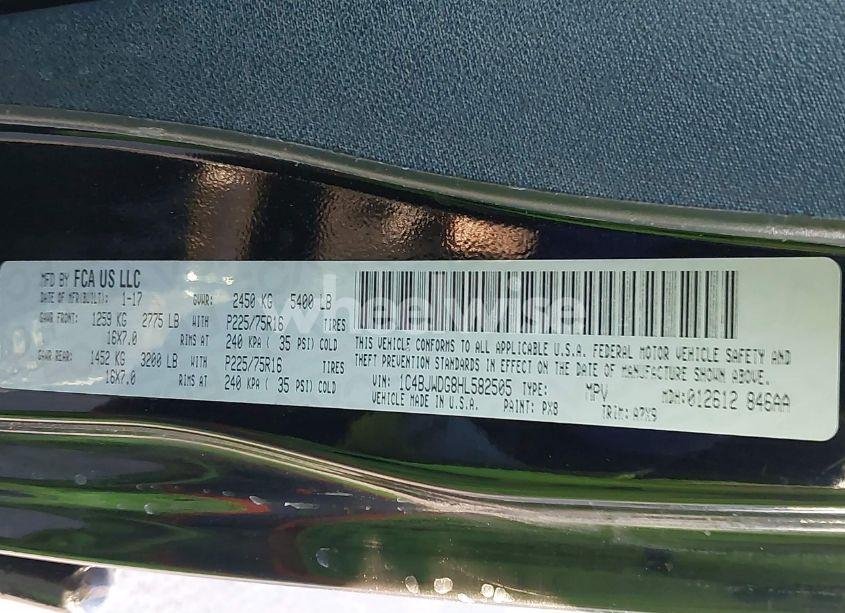 MFD BY FCA US LLC
DATE OF MFR(BUILT): 1-17 GVWR: 2450 KG 5400 LB
GAWR FRONT: 1259 KG 2775 LB WITH P225/75R16 TIRES
16X7.0 RIMS AT 240 KPA ( 35 PSI) COLD
GAWR REAR: 1452 KG 3200 LB WITH P225/75R16 TIRES
16X7.0 RIMS AT 240 KPA ( 35 PSI) COLD
THIS VEHICLE CONFORMS TO ALL APPLICABLE U.S.A. FEDERAL MOTOR VEHICLE SAFETY AND
THEFT PREVENTION STANDARDS IN EFFECT ON THE DATE OF MANUFACTURE SHOWN ABOVE.
VIN: 1C4BJWDG8HL582505 TYPE: MPV MDH: 012612 846AA
VEHICLE MADE IN U.S.A. PAINT: PX8 TRIM: A7X9
wheelwise